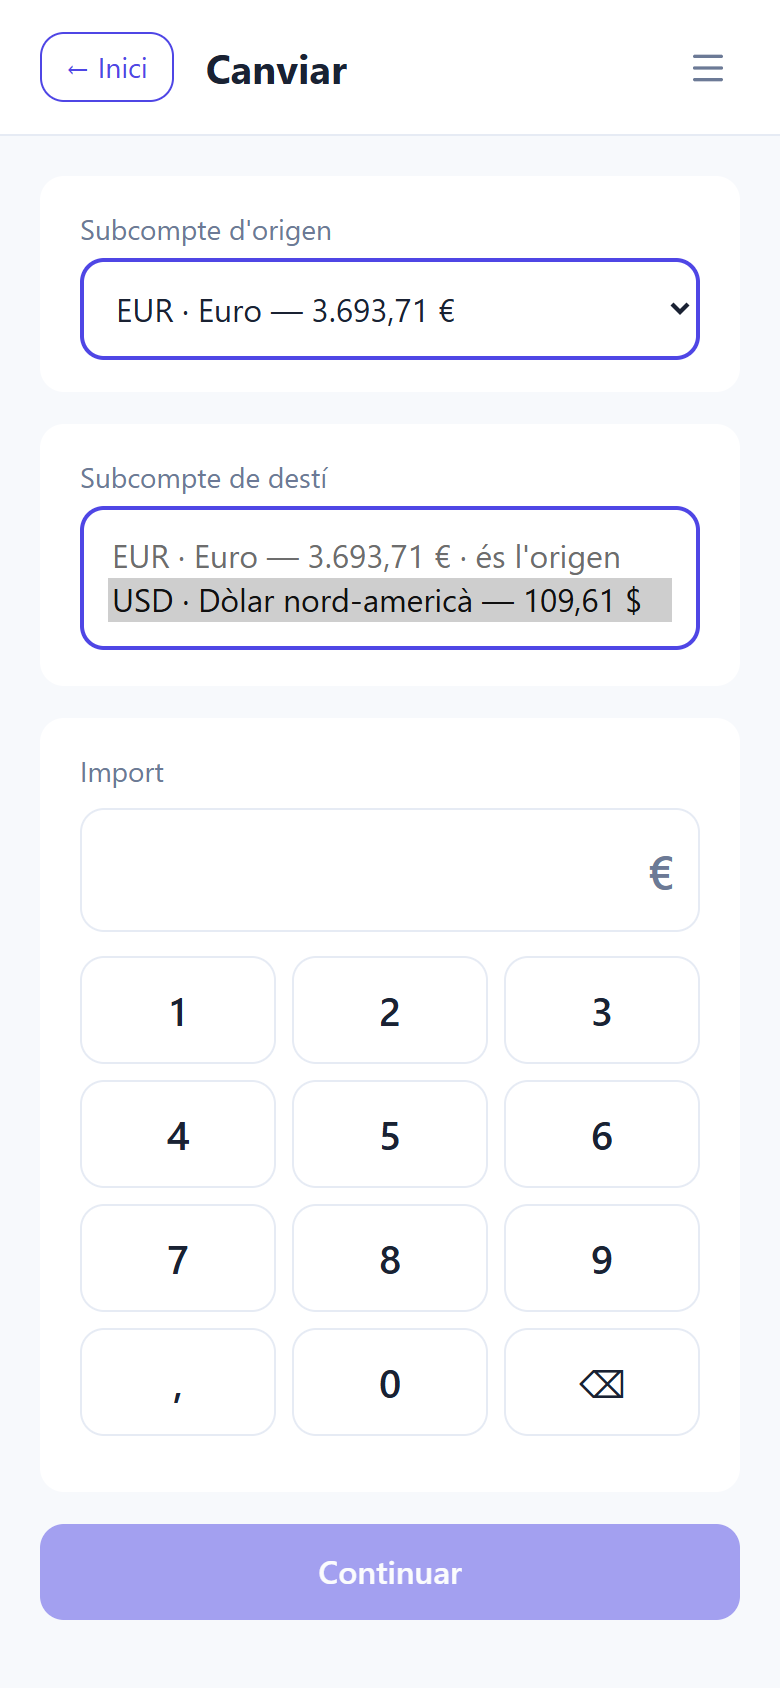 ← Inici
Canviar
Subcompte d'origen
EUR · Euro — 3.693,71 €
Subcompte de destí
EUR · Euro — 3.693,71 € · és l'origen
USD · Dòlar nord-americà — 109,61 $
Import
€
1 2 3
4 5 6
7 8 9
, 0 ⌫
Continuar